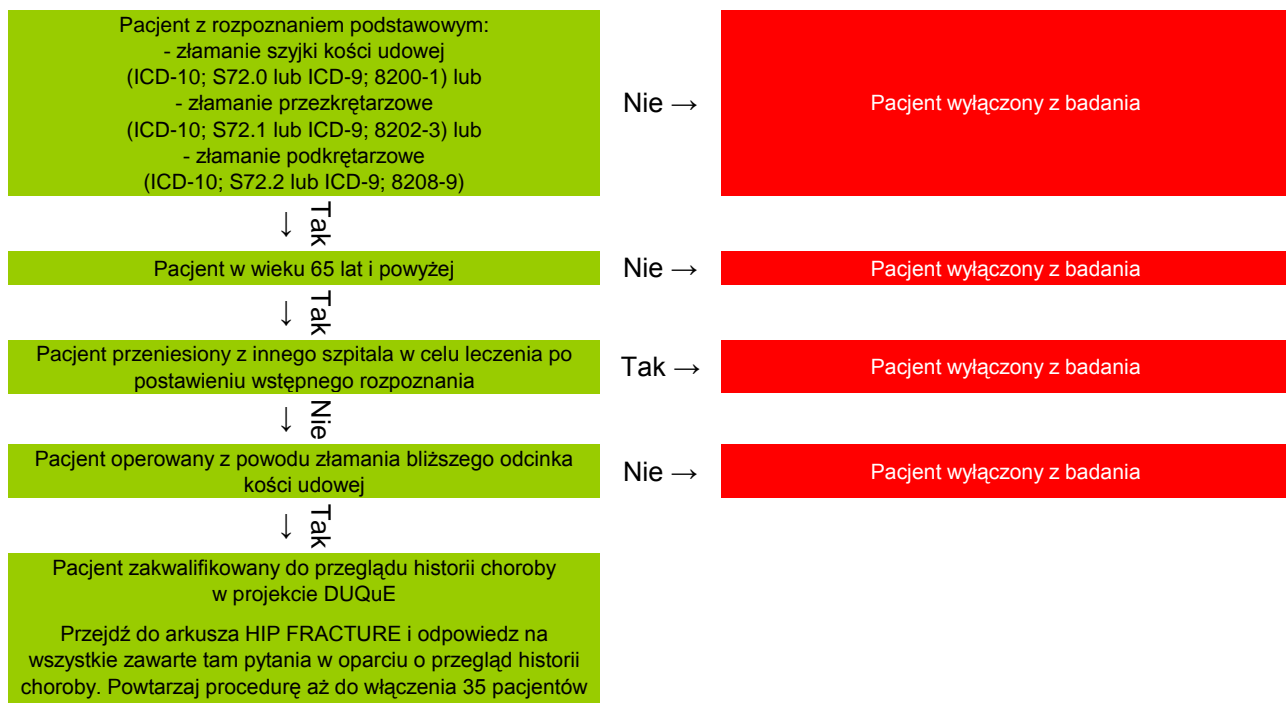 Pacjent z rozpoznaniem podstawowym:
- złamanie szyjki kości udowej
(ICD-10; S72.0 lub ICD-9; 8200-1) lub
- złamanie przezkrętarzowe
(ICD-10; S72.1 lub ICD-9; 8202-3) lub
- złamanie podkrętarzowe
(ICD-10; S72.2 lub ICD-9; 8208-9)
Nie →
Pacjent wyłączony z badania
↓ Tak
Pacjent w wieku 65 lat i powyżej
Nie →
Pacjent wyłączony z badania
↓ Tak
Pacjent przeniesiony z innego szpitala w celu leczenia po
postawieniu wstępnego rozpoznania
Tak →
Pacjent wyłączony z badania
↓ Nie
Pacjent operowany z powodu złamania bliższego odcinka
kości udowej
Nie →
Pacjent wyłączony z badania
↓ Tak
Pacjent zakwalifikowany do przeglądu historii choroby
w projekcie DUQuE
Przejdź do arkusza HIP FRACTURE i odpowiedz na
wszystkie zawarte tam pytania w oparciu o przegląd historii
choroby. Powtarzaj procedurę aż do włączenia 35 pacjentów